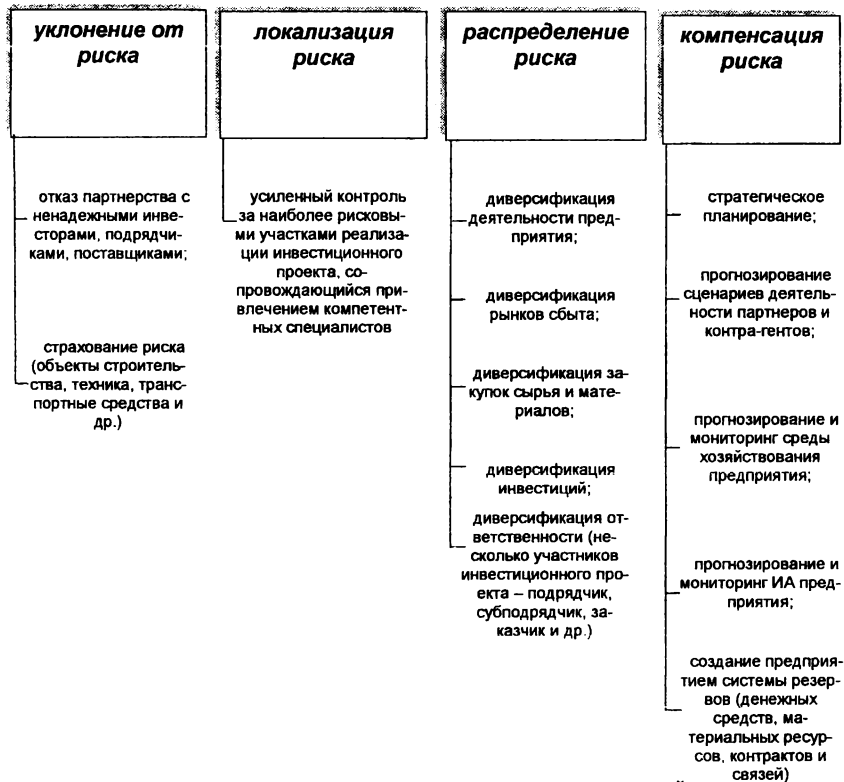 уклонение от
риска
отказ партнерства с
ненадежными инве-
сторами, подрядчи-
ками, поставщиками;
страхование риска
(объекты строитель-
ства, техника, транс-
портные средства и
др.)
локализация
риска
усиленный контроль
за наиболее рисковы-
ми участками реализа-
ции инвестиционного
проекта, со-
провождающийся при-
влечением компетент-
ных специалистов
распределение
риска
диверсификация
деятельности пред-
приятия;
диверсификация
рынков сбыта;
диверсификация за-
купок сырья и мате-
риалов;
диверсификация
инвестиций;
диверсификация от-
ветственности (не-
сколько участников
инвестиционного про-
екта – подрядчик,
субподрядчик, за-
казчик и др.)
компенсация
риска
стратегическое
планирование;
прогнозирование
сценариев деятель-
ности партнеров и
контра-гентов;
прогнозирование и
мониторинг среды
хозяйствования
предприятия;
прогнозирование и
мониторинг ИА пред-
приятия;
создание предприя-
тием системы резер-
вов (денежных
средств, ма-
териальных ресур-
сов, контрактов и
связей)